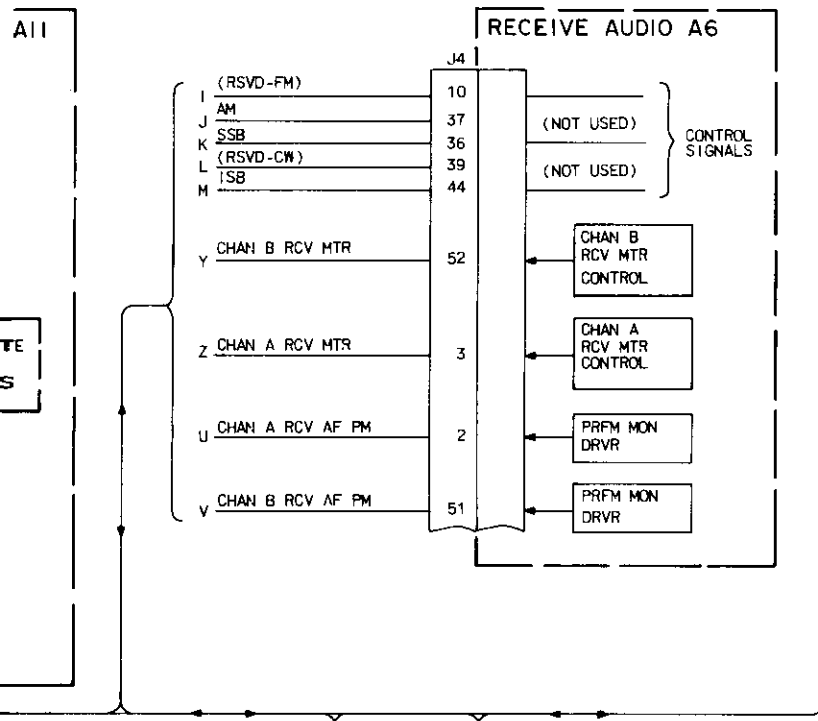 A11
RECEIVE AUDIO A6
J4
I (RSVD-FM) 10
J AM 37 (NOT USED)
K SSB 36
L (RSVD-CW) 39 (NOT USED)
M ISB 44
CONTROL
SIGNALS
Y CHAN B RCV MTR 52
CHAN B
RCV MTR
CONTROL
Z CHAN A RCV MTR 3
CHAN A
RCV MTR
CONTROL
TE
S
U CHAN A RCV AF PM 2
PRFM MON
DRVR
V CHAN B RCV AF PM 51
PRFM MON
DRVR